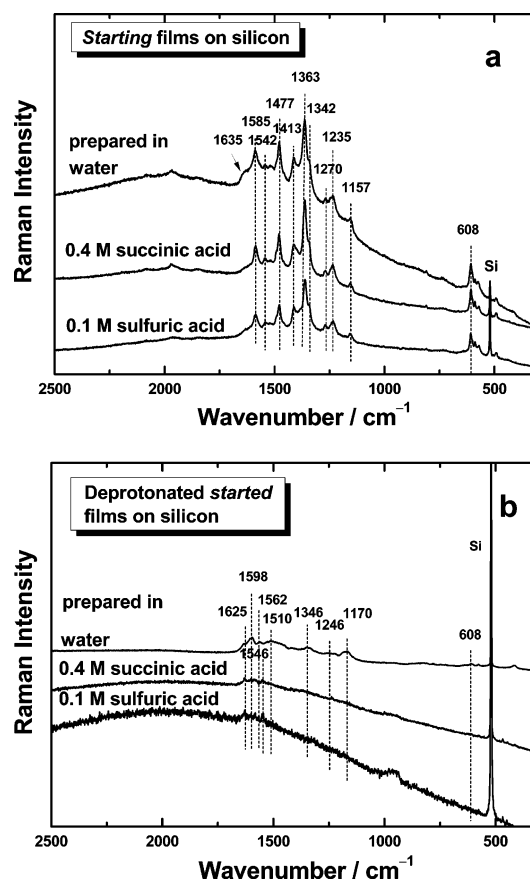 Starting films on silicon
a
1363
1477
1342
1585
1413
1235
1635
1542
1270
1157
prepared in
water
608
Si
0.4 M succinic acid
0.1 M sulfuric acid
Raman Intensity
2500 2000 1500 1000 500
Wavenumber / cm⁻¹
Deprotonated started
films on silicon
b
Si
1598
1562
prepared in
1625
1510
1346
1170
1246
608
water
1546
0.4 M succinic acid
0.1 M sulfuric acid
Raman Intensity
2500 2000 1500 1000 500
Wavenumber / cm⁻¹